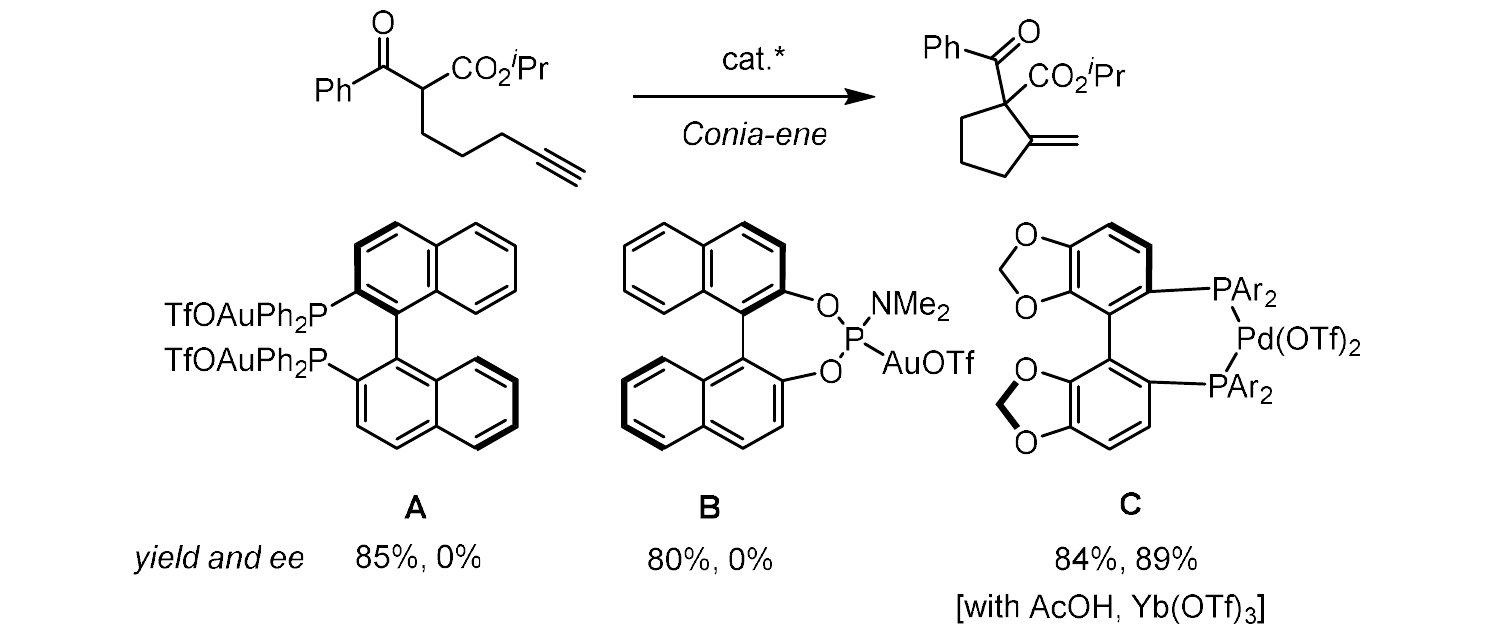 O
Ph
CO₂ⁱPr
cat.*
Conia-ene
Ph
O
CO₂ⁱPr
TfOAuPh₂P
TfOAuPh₂P
O
O
P
NMe₂
AuOTf
O
O
O
O
PAr₂
Pd(OTf)₂
PAr₂
A
B
C
yield and ee 85%, 0% 80%, 0% 84%, 89%
[with AcOH, Yb(OTf)₃]